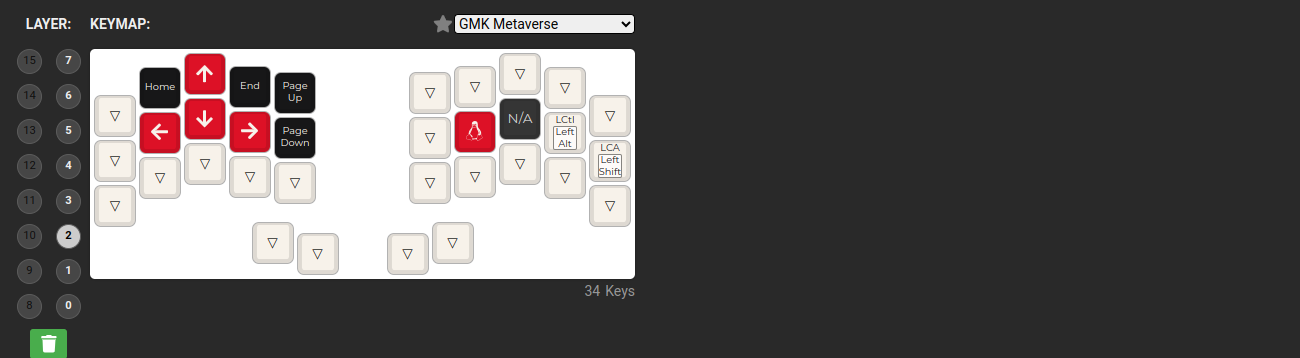 LAYER: KEYMAP: GMK Metaverse
15 7
14 6
13 5
12 4
11 3
10 2
9 1
8 0
Home
End
Page
Up
Page
Down
N/A
LCtl
Left
Alt
LCA
Left
Shift
34 Keys